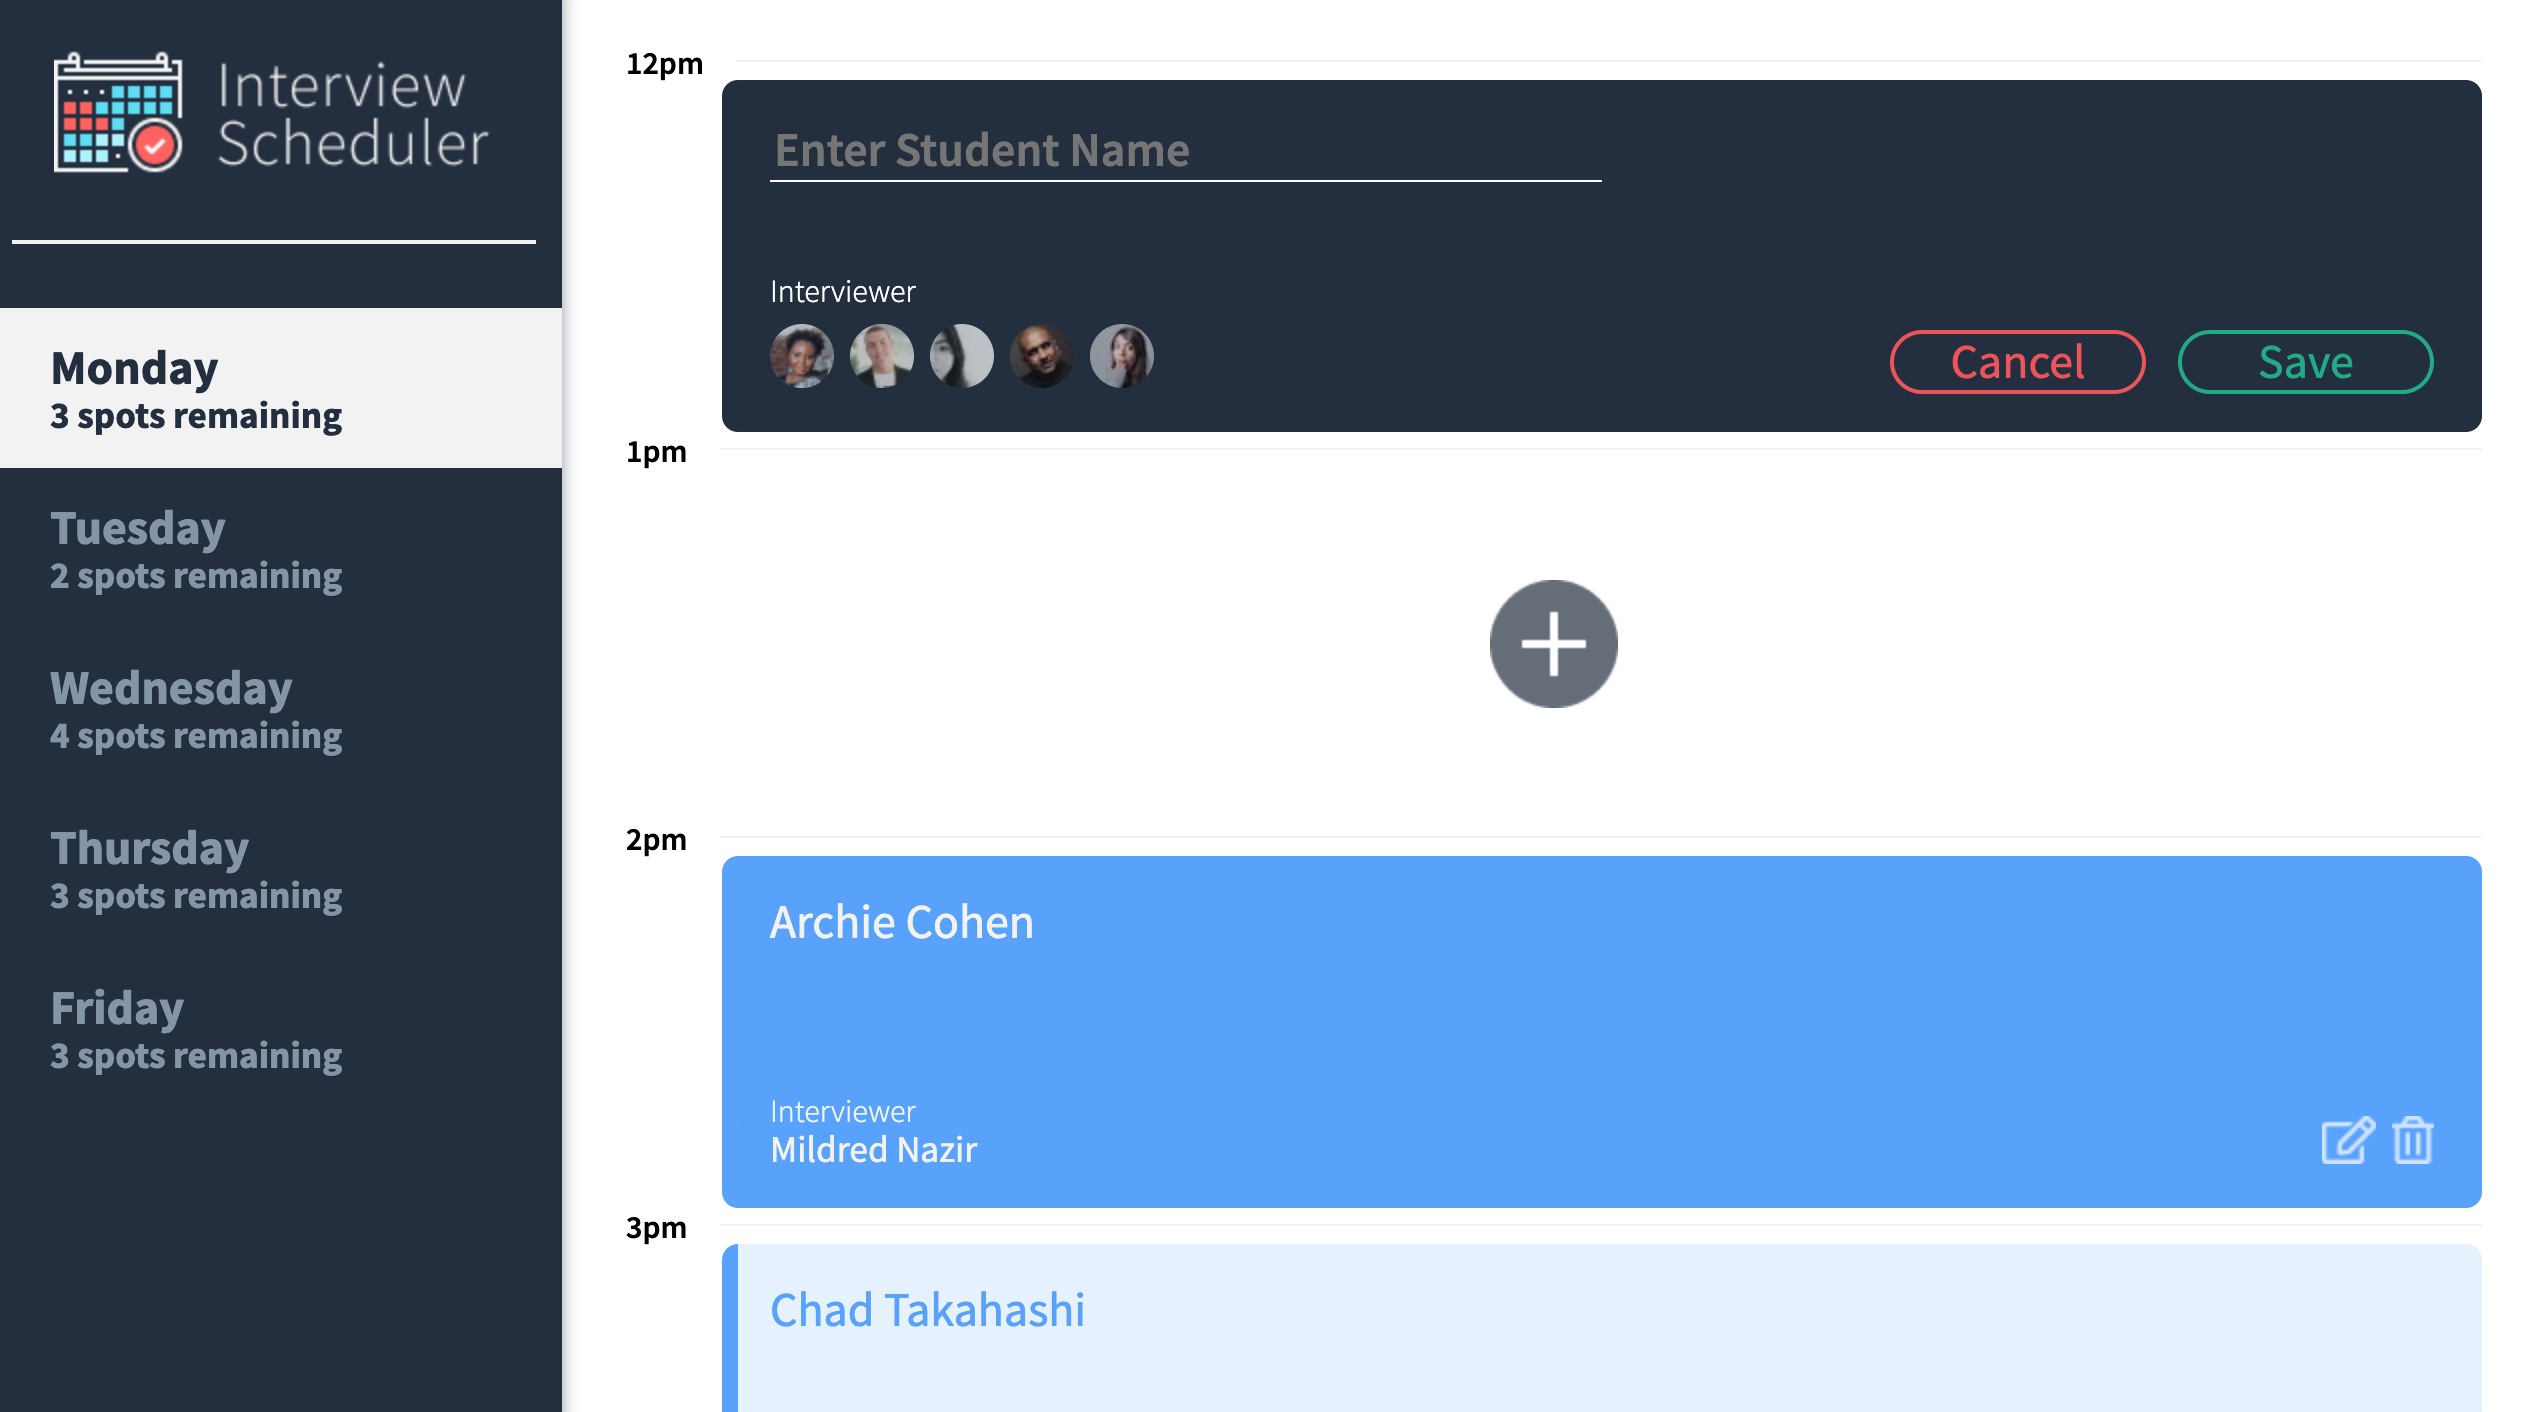 Interview
Scheduler
Monday
3 spots remaining
Tuesday
2 spots remaining
Wednesday
4 spots remaining
Thursday
3 spots remaining
Friday
3 spots remaining
12pm
Enter Student Name
Interviewer
Cancel
Save
1pm
2pm
Archie Cohen
Interviewer
Mildred Nazir
3pm
Chad Takahashi